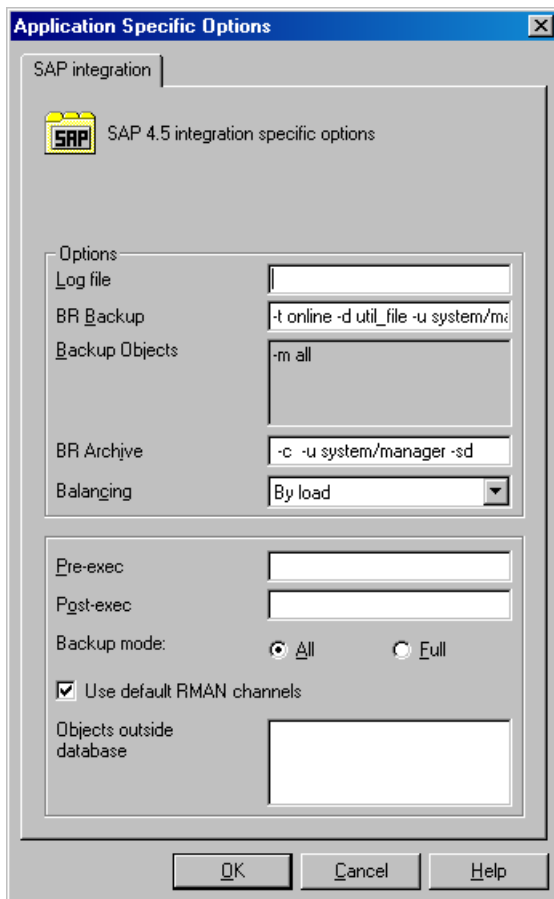 Application Specific Options
SAP integration
SAP
SAP 4.5 integration specific options
Options
Log file
BR Backup
-t online -d util_file -u system/ma
Backup Objects
-m all
BR Archive
-c -u system/manager -sd
Balancing
By load
Pre-exec
Post-exec
Backup mode:
All
Full
Use default RMAN channels
Objects outside
database
OK
Cancel
Help